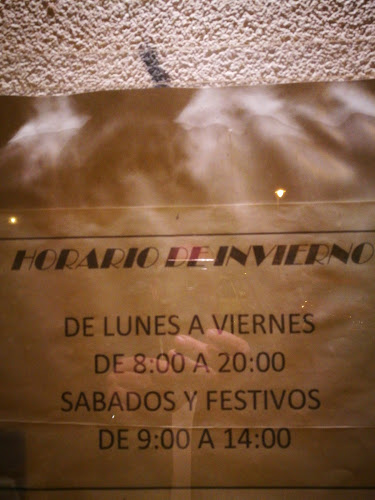 HORARIO DE INVIERNO
DE LUNES A VIERNES
DE 8:00 A 20:00
SABADOS Y FESTIVOS
DE 9:00 A 14:00